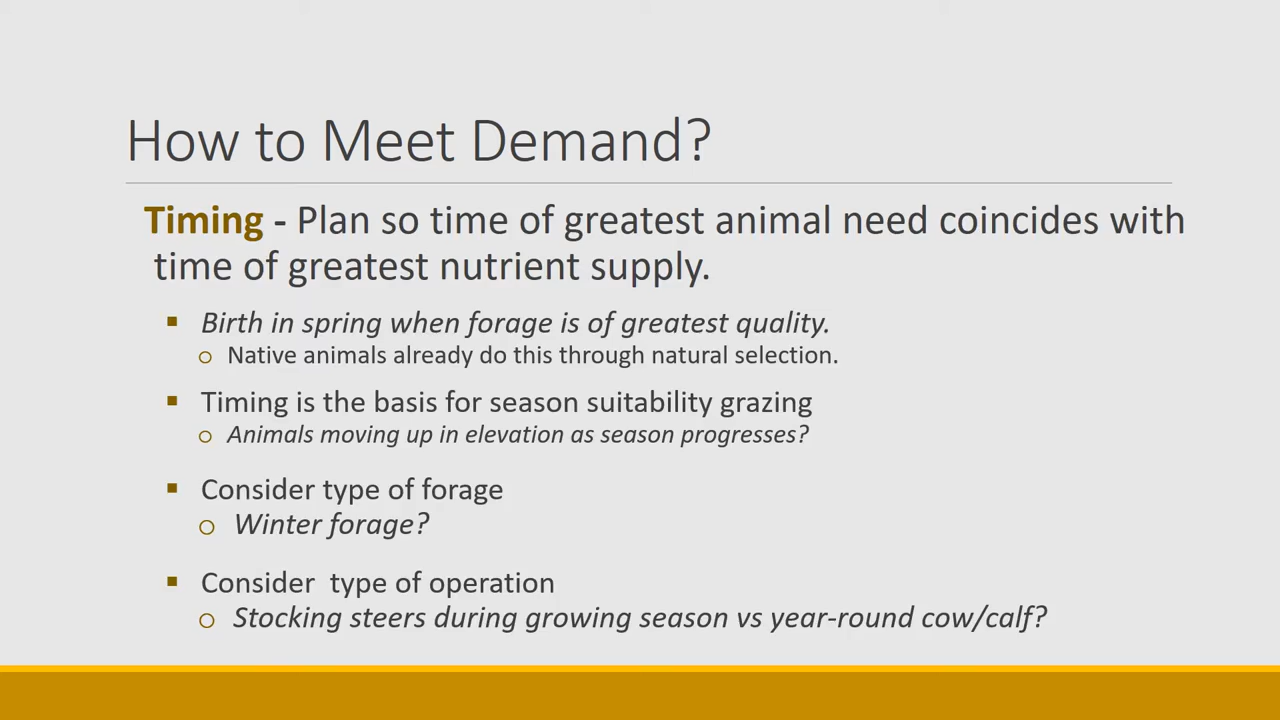 How to Meet Demand?
Timing - Plan so time of greatest animal need coincides with
time of greatest nutrient supply.
▪ Birth in spring when forage is of greatest quality.
o Native animals already do this through natural selection.
▪ Timing is the basis for season suitability grazing
o Animals moving up in elevation as season progresses?
▪ Consider type of forage
o Winter forage?
▪ Consider  type of operation
o Stocking steers during growing season vs year-round cow/calf?